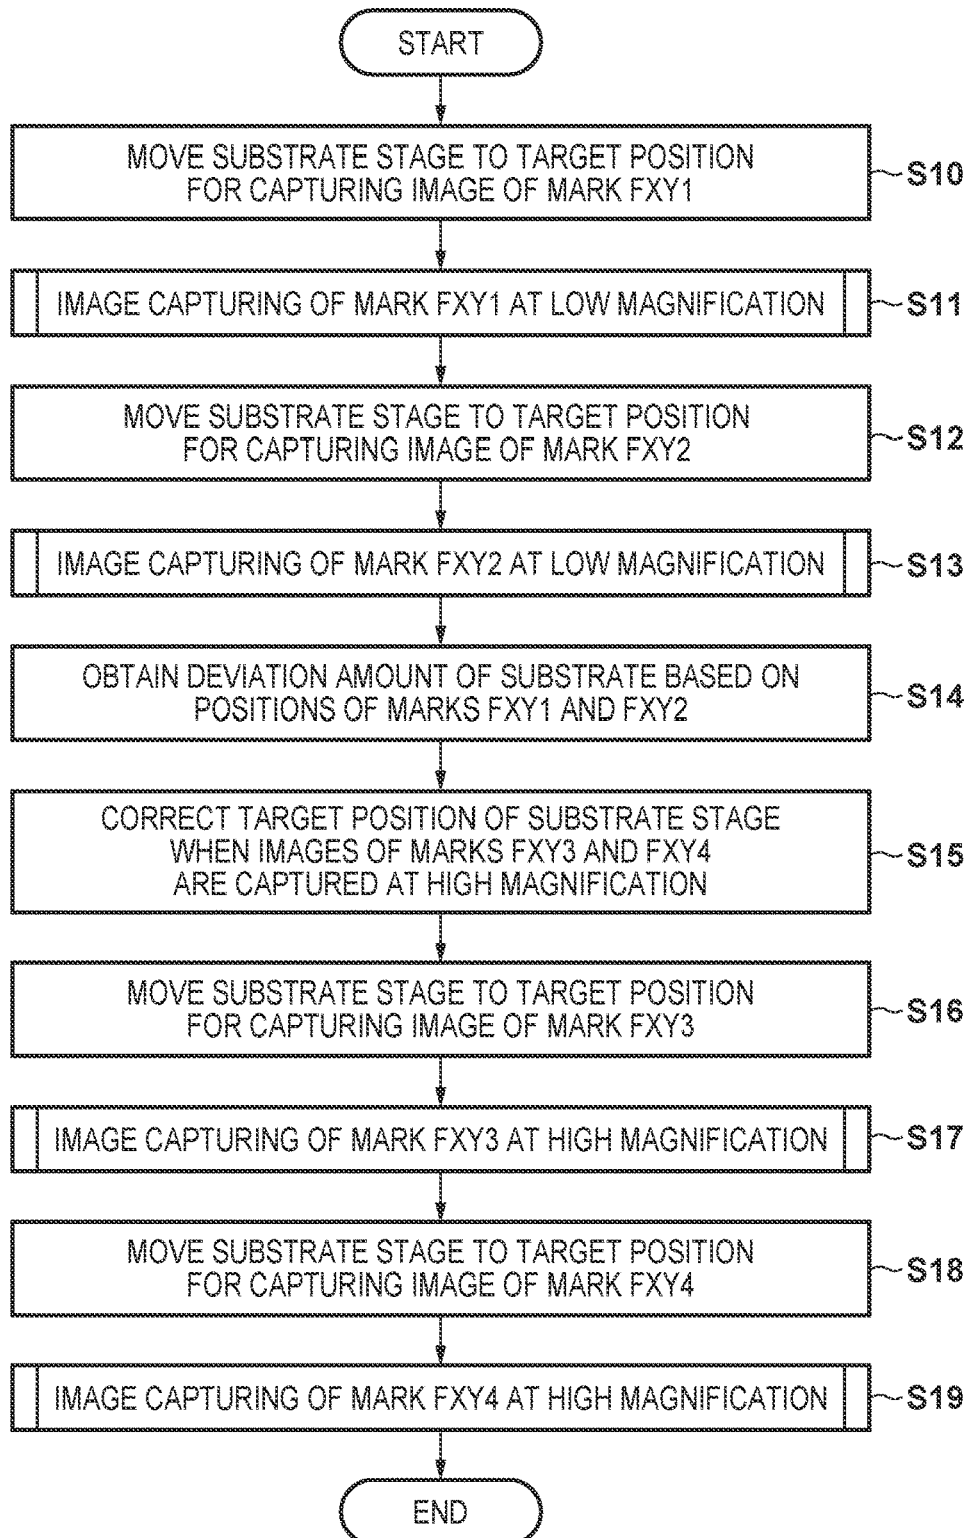 START
MOVE SUBSTRATE STAGE TO TARGET POSITION
FOR CAPTURING IMAGE OF MARK FXY1
S10
IMAGE CAPTURING OF MARK FXY1 AT LOW MAGNIFICATION
S11
MOVE SUBSTRATE STAGE TO TARGET POSITION
FOR CAPTURING IMAGE OF MARK FXY2
S12
IMAGE CAPTURING OF MARK FXY2 AT LOW MAGNIFICATION
S13
OBTAIN DEVIATION AMOUNT OF SUBSTRATE BASED ON
POSITIONS OF MARKS FXY1 AND FXY2
S14
CORRECT TARGET POSITION OF SUBSTRATE STAGE
WHEN IMAGES OF MARKS FXY3 AND FXY4
ARE CAPTURED AT HIGH MAGNIFICATION
S15
MOVE SUBSTRATE STAGE TO TARGET POSITION
FOR CAPTURING IMAGE OF MARK FXY3
S16
IMAGE CAPTURING OF MARK FXY3 AT HIGH MAGNIFICATION
S17
MOVE SUBSTRATE STAGE TO TARGET POSITION
FOR CAPTURING IMAGE OF MARK FXY4
S18
IMAGE CAPTURING OF MARK FXY4 AT HIGH MAGNIFICATION
S19
END